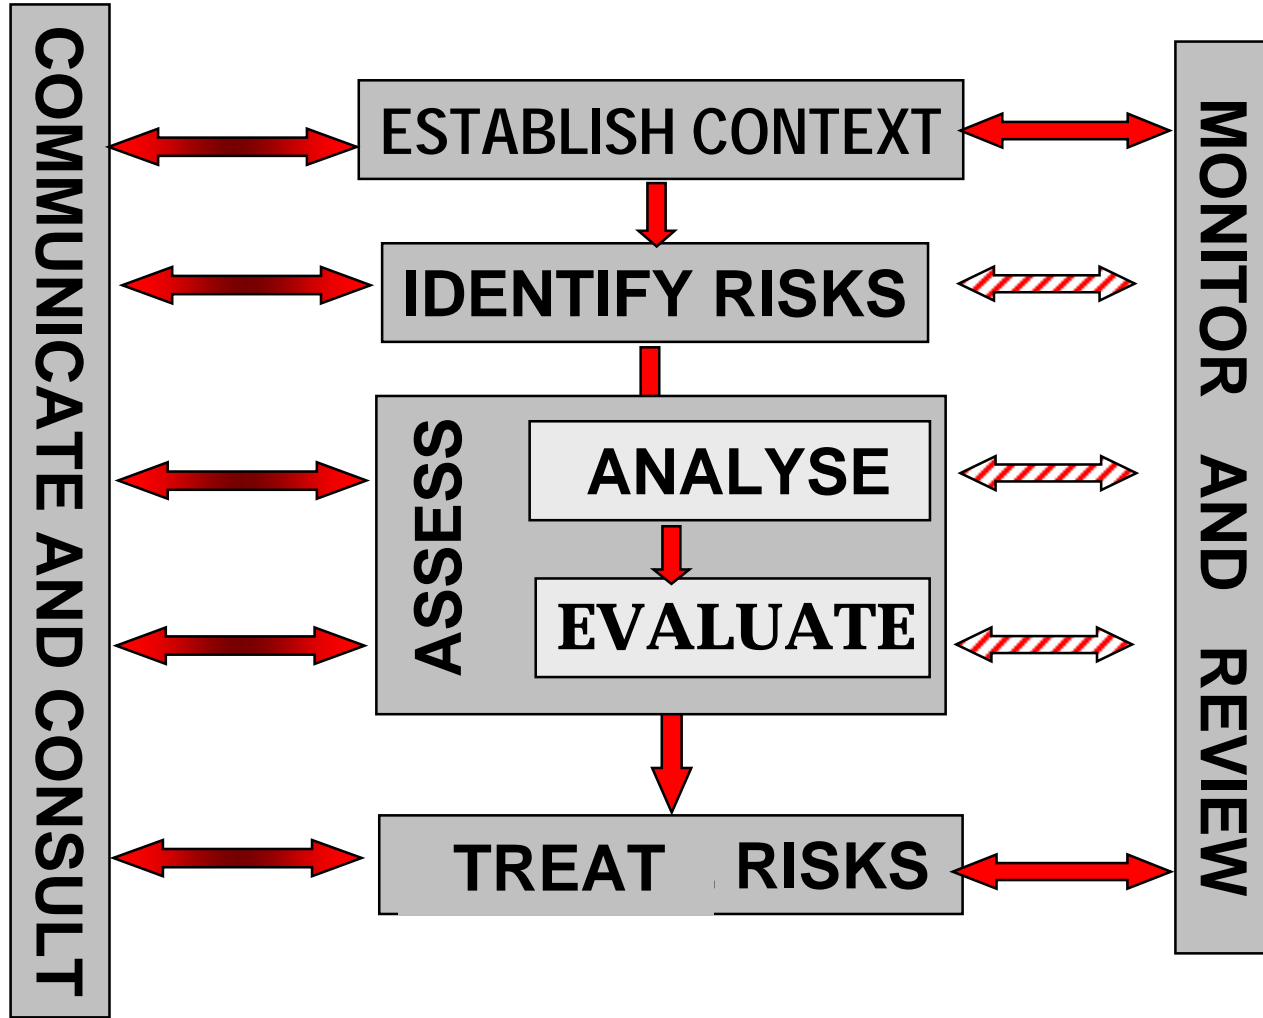 COMMUNICATE AND CONSULT
ESTABLISH CONTEXT
IDENTIFY RISKS
ASSESS
ANALYSE
EVALUATE
TREAT RISKS
MONITOR AND REVIEW